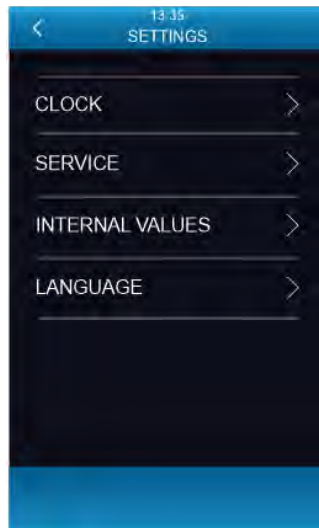 13:35
SETTINGS
CLOCK
SERVICE
INTERNAL VALUES
LANGUAGE